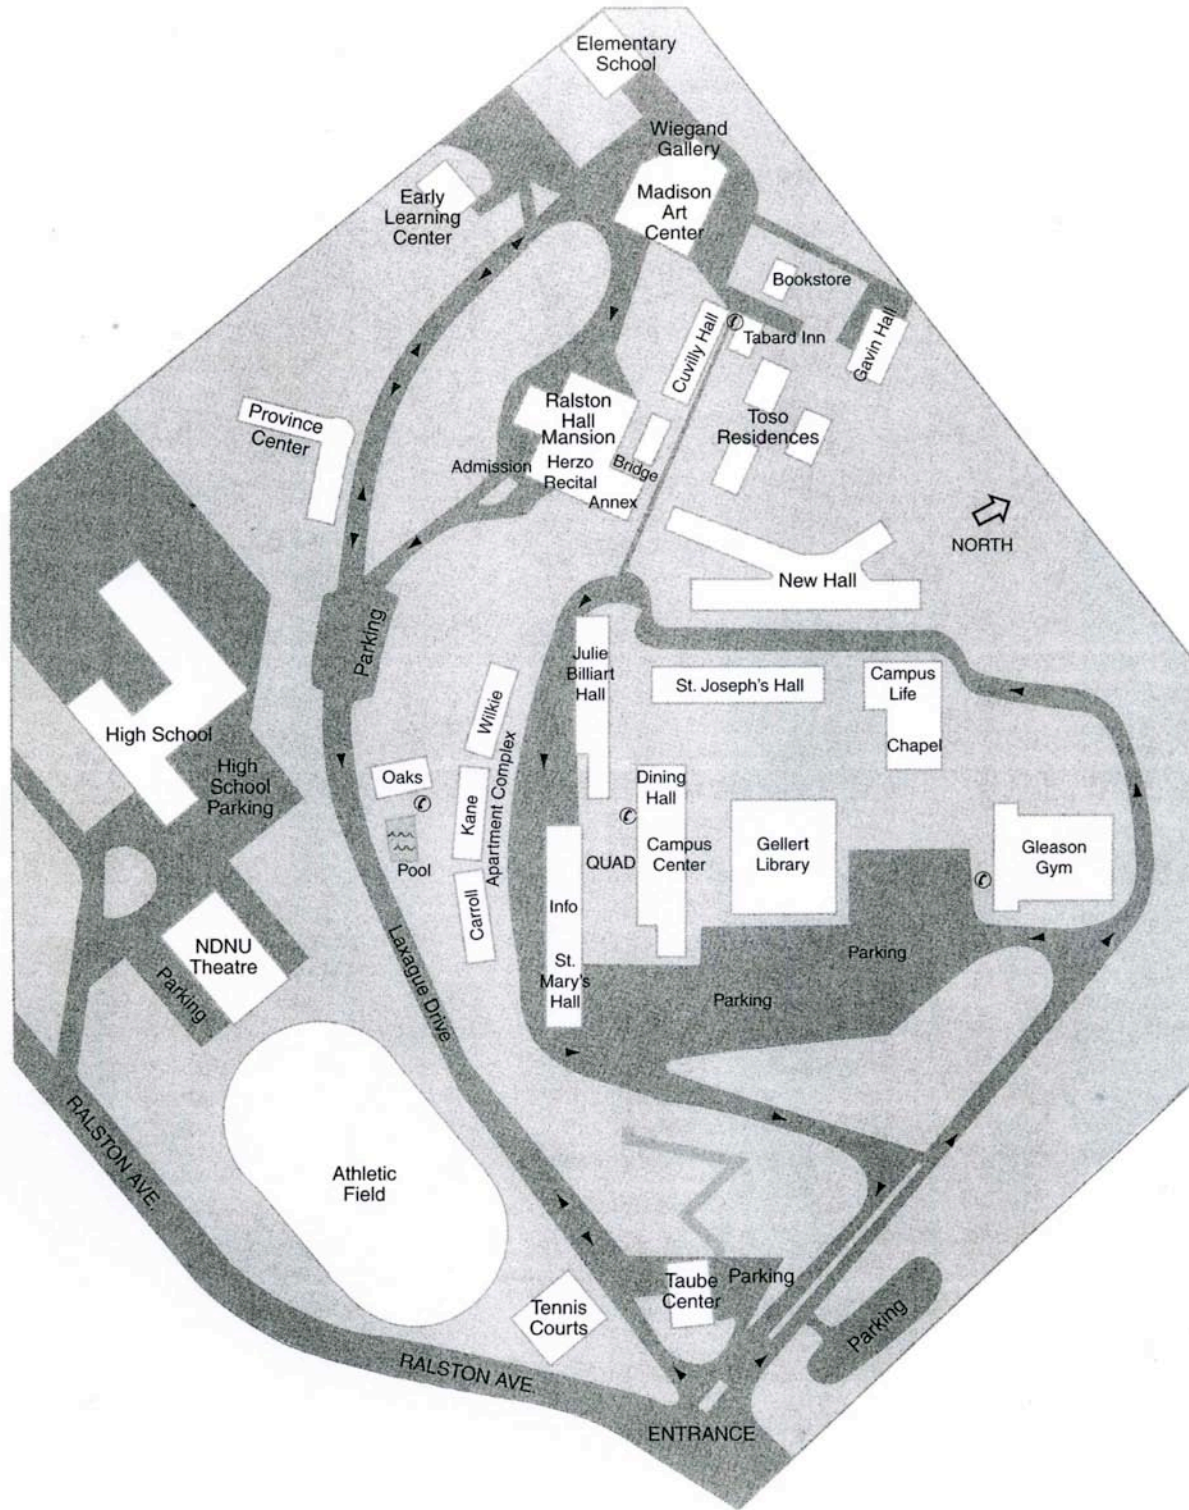 Elementary
School
Wiegand
Gallery
Madison
Art
Center
Early
Learning
Center
Bookstore
Tabard Inn
Gavin Hall
Cuvilly Hall
Toso
Residences
Province
Center
Ralston
Hall
Mansion
Admission
Herzo
Recital
Annex
Bridge
NORTH
New Hall
Parking
Julie
Billiart
Hall
St. Joseph's Hall
Campus
Life
Chapel
High School
High
School
Parking
Wilkie
Oaks
Kane
Apartment Complex
Pool
Carroll
Dining
Hall
QUAD
Campus
Center
Gellert
Library
Gleason
Gym
Info
St.
Mary's
Hall
NDNU
Theatre
Parking
Laxague Drive
Parking
Parking
RALSTON AVE.
Athletic
Field
Taube
Center
Parking
Tennis
Courts
Parking
RALSTON AVE.
ENTRANCE